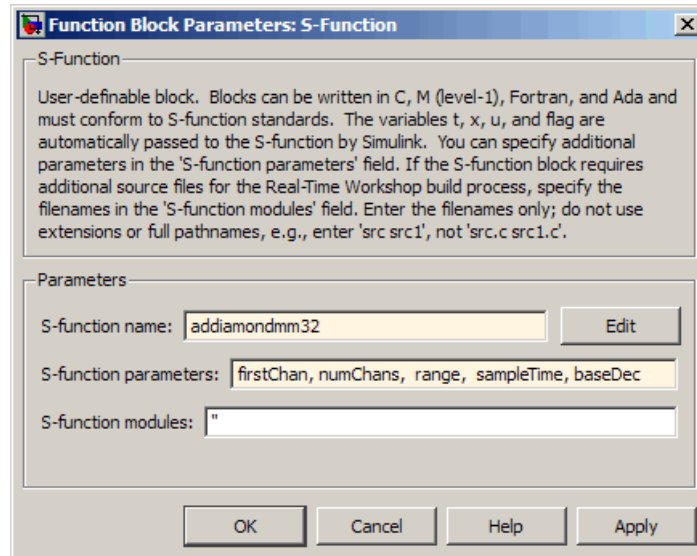 Function Block Parameters: S-Function
S-Function
User-definable block.  Blocks can be written in C, M (level-1), Fortran, and Ada and
must conform to S-function standards.  The variables t, x, u, and flag are
automatically passed to the S-function by Simulink.  You can specify additional
parameters in the 'S-function parameters' field. If the S-function block requires
additional source files for the Real-Time Workshop build process, specify the
filenames in the 'S-function modules' field. Enter the filenames only; do not use
extensions or full pathnames, e.g., enter 'src src1', not 'src.c src1.c'.
Parameters
S-function name: addiamondmm32 Edit
S-function parameters: firstChan, numChans,  range,  sampleTime, baseDec
S-function modules: ''
OK Cancel Help Apply